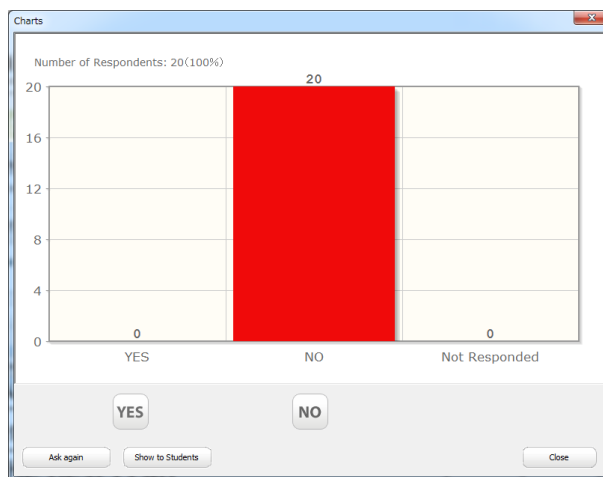 Charts
Number of Respondents: 20(100%)
20
20
16
12
8
4
0
0
0
YES
NO
Not Responded
YES
NO
Ask again
Show to Students
Close